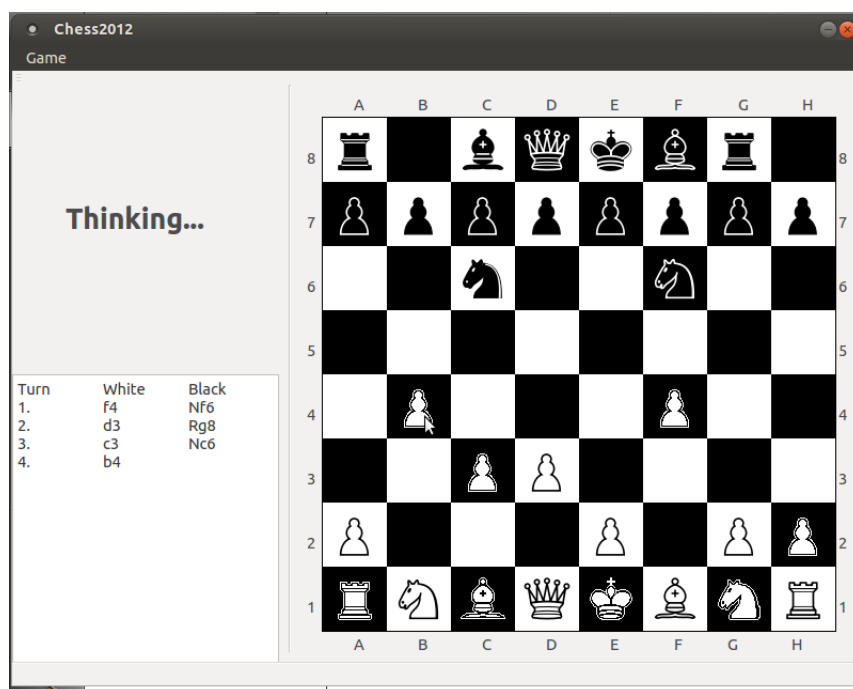 Chess2012
Game
A B C D E F G H
8 8
Thinking...
7 7
6 6
5 5
Turn White Black
1. f4 Nf6
2. d3 Rg8
3. c3 Nc6
4. b4
4 4
3 3
2 2
1 1
A B C D E F G H